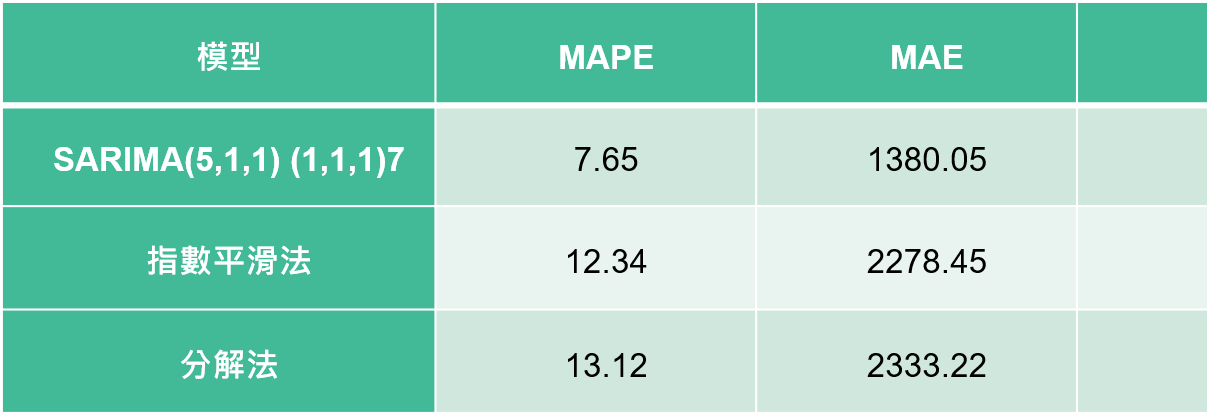 模型 MAPE MAE
SARIMA(5,1,1) (1,1,1)7 7.65 1380.05
指數平滑法 12.34 2278.45
分解法 13.12 2333.22